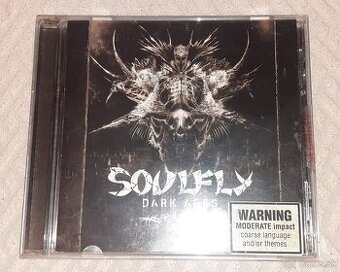 SOULFLY
DARK AGES
WARNING
MODERATE impact
coarse language
and/or themes